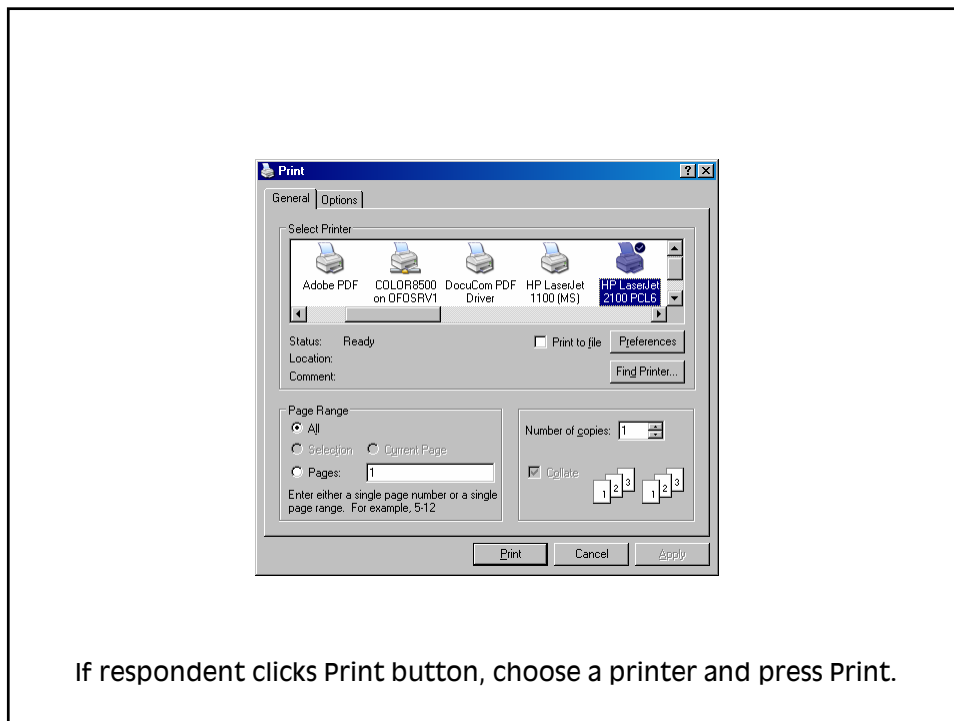 Print
General Options
Select Printer
Adobe PDF COLOR8500 on OFOSRV1 DocuCom PDF Driver HP LaserJet 1100 (MS) HP LaserJet 2100 PCL6
Status: Ready
Location:
Comment:
Print to file
Preferences
Find Printer...
Page Range
All
Selection Current Page
Pages: 1
Enter either a single page number or a single
page range. For example, 5-12
Number of copies: 1
Collate
1 2 3 1 2 3
Print Cancel Apply
If respondent clicks Print button, choose a printer and press Print.